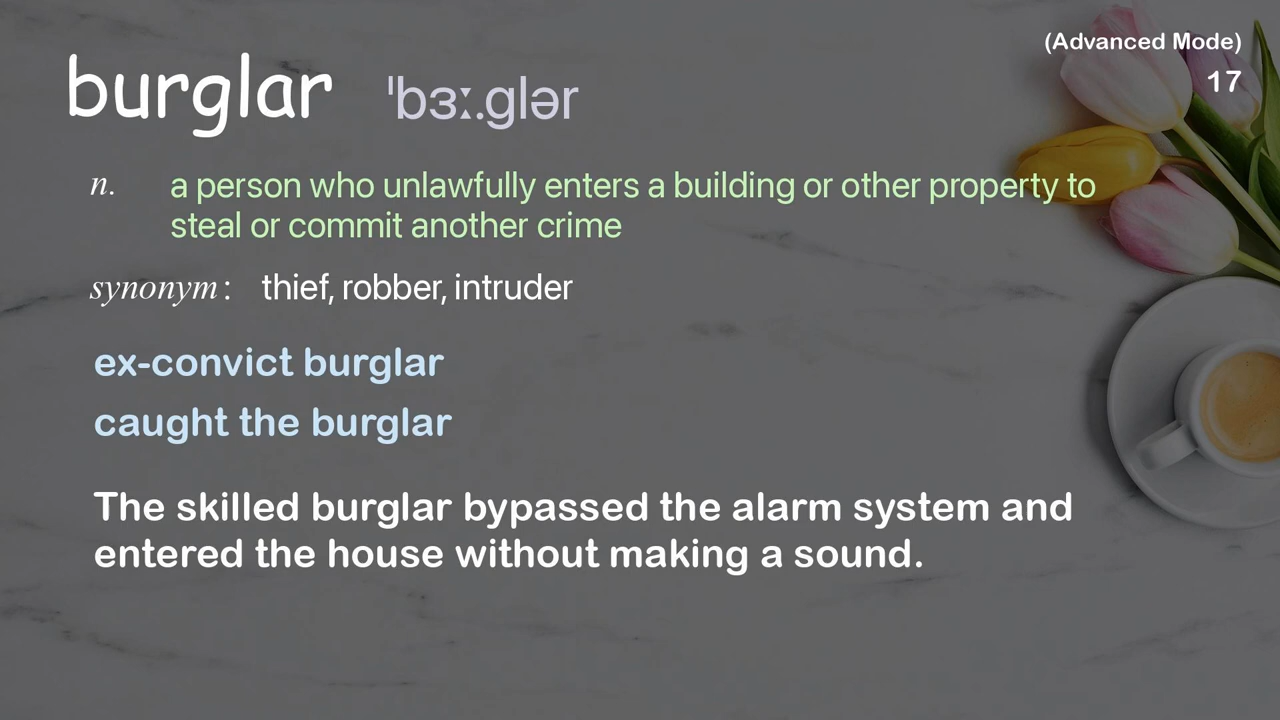 (Advanced Mode)
17
burglar ˈbɜː.ɡlər
n. a person who unlawfully enters a building or other property to
steal or commit another crime
synonym: thief, robber, intruder
ex-convict burglar
caught the burglar
The skilled burglar bypassed the alarm system and
entered the house without making a sound.